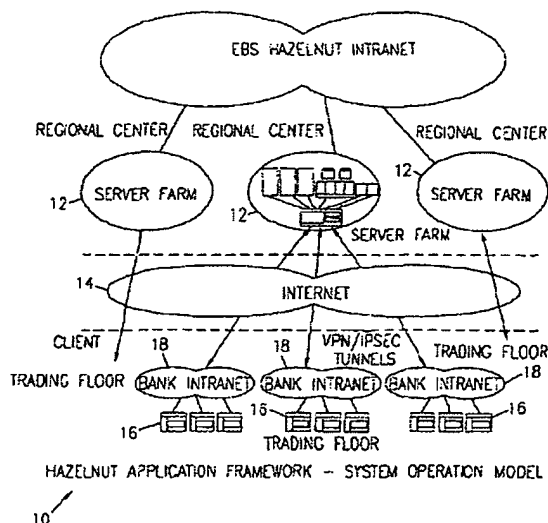 EBS HAZELNUT INTRANET
REGIONAL CENTER
REGIONAL CENTER
REGIONAL CENTER
12
SERVER FARM
12
SERVER FARM
12
SERVER FARM
14
INTERNET
CLIENT
18
18
VPN/IPSEC
TUNNELS
TRADING FLOOR
TRADING FLOOR
BANK INTRANET
BANK INTRANET
BANK INTRANET
18
16
16
16
TRADING FLOOR
HAZELNUT APPLICATION FRAMEWORK – SYSTEM OPERATION MODEL
10